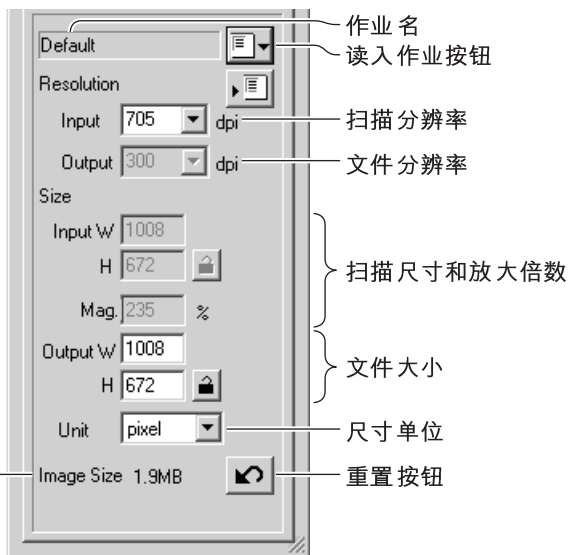 作业名
Default
读入作业按钮
Resolution
Input 705 dpi 扫描分辨率
Output 300 dpi 文件分辨率
Size
Input W 1008
H 672
扫描尺寸和放大倍数
Mag. 235 %
Output W 1008
文件大小
H 672
Unit pixel 尺寸单位
Image Size 1.9MB 重置按钮